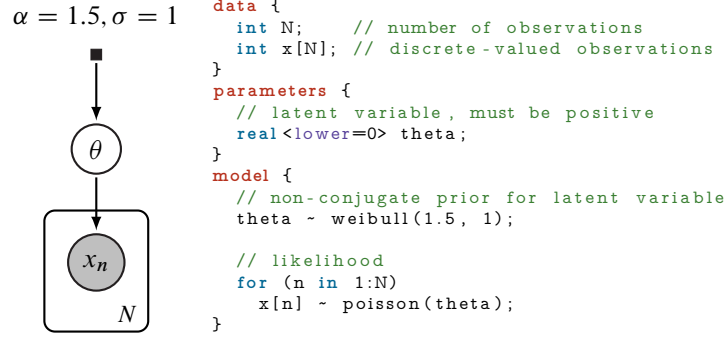 α = 1.5, σ = 1
θ
xn
N
data {
  int N;     // number of observations
  int x[N]; // discrete-valued observations
}
parameters {
  // latent variable, must be positive
  real<lower=0> theta;
}
model {
  // non-conjugate prior for latent variable
  theta ~ weibull(1.5, 1);

  // likelihood
  for (n in 1:N)
    x[n] ~ poisson(theta);
}